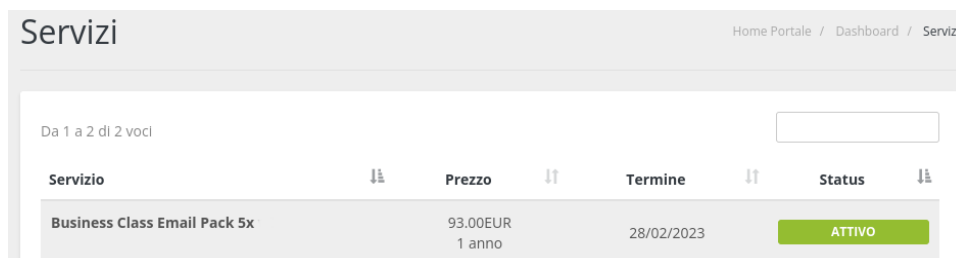 Servizi
Home Portale / Dashboard / Serviz
Da 1 a 2 di 2 voci
Servizio Prezzo Termine Status
Business Class Email Pack 5x 93.00EUR 28/02/2023 ATTIVO
1 anno